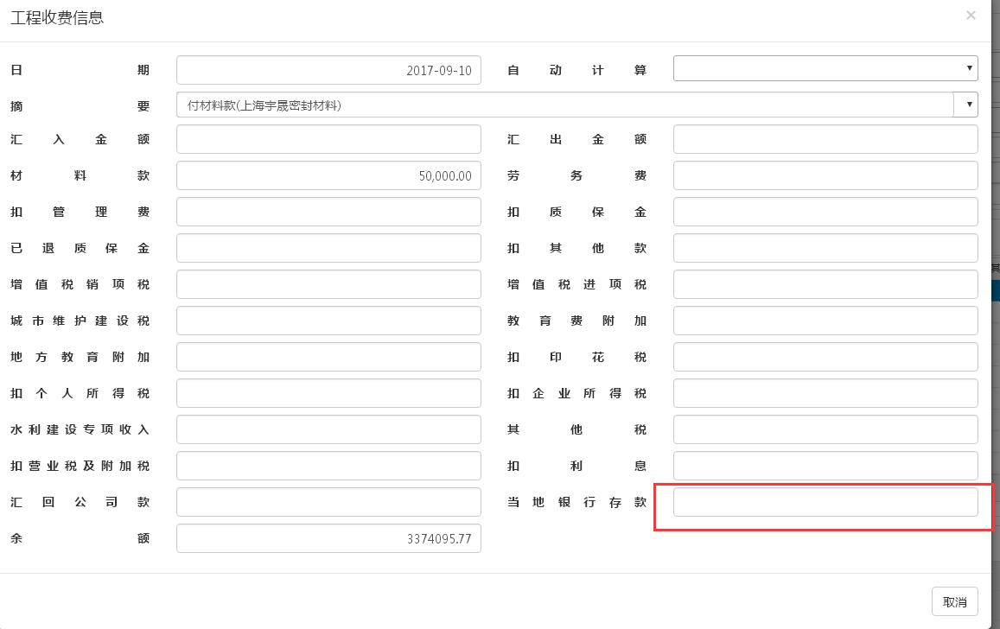 工程收费信息 ×
日期 2017-09-10 自动计算
摘要 付材料款(上海宇晟密封材料)
汇入金额 汇出金额
材料款 50,000.00 劳务费
扣管理费 扣质保金
已退质保金 扣其他款
增值税销项税 增值税进项税
城市维护建设税 教育费附加
地方教育附加 扣印花税
扣个人所得税 扣企业所得税
水利建设专项收入 其他税
扣营业税及附加税 扣利息
汇回公司款 当地银行存款
余额 3374095.77
取消